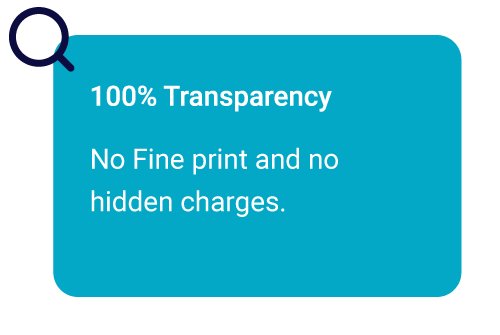 100% Transparency
No Fine print and no
hidden charges.